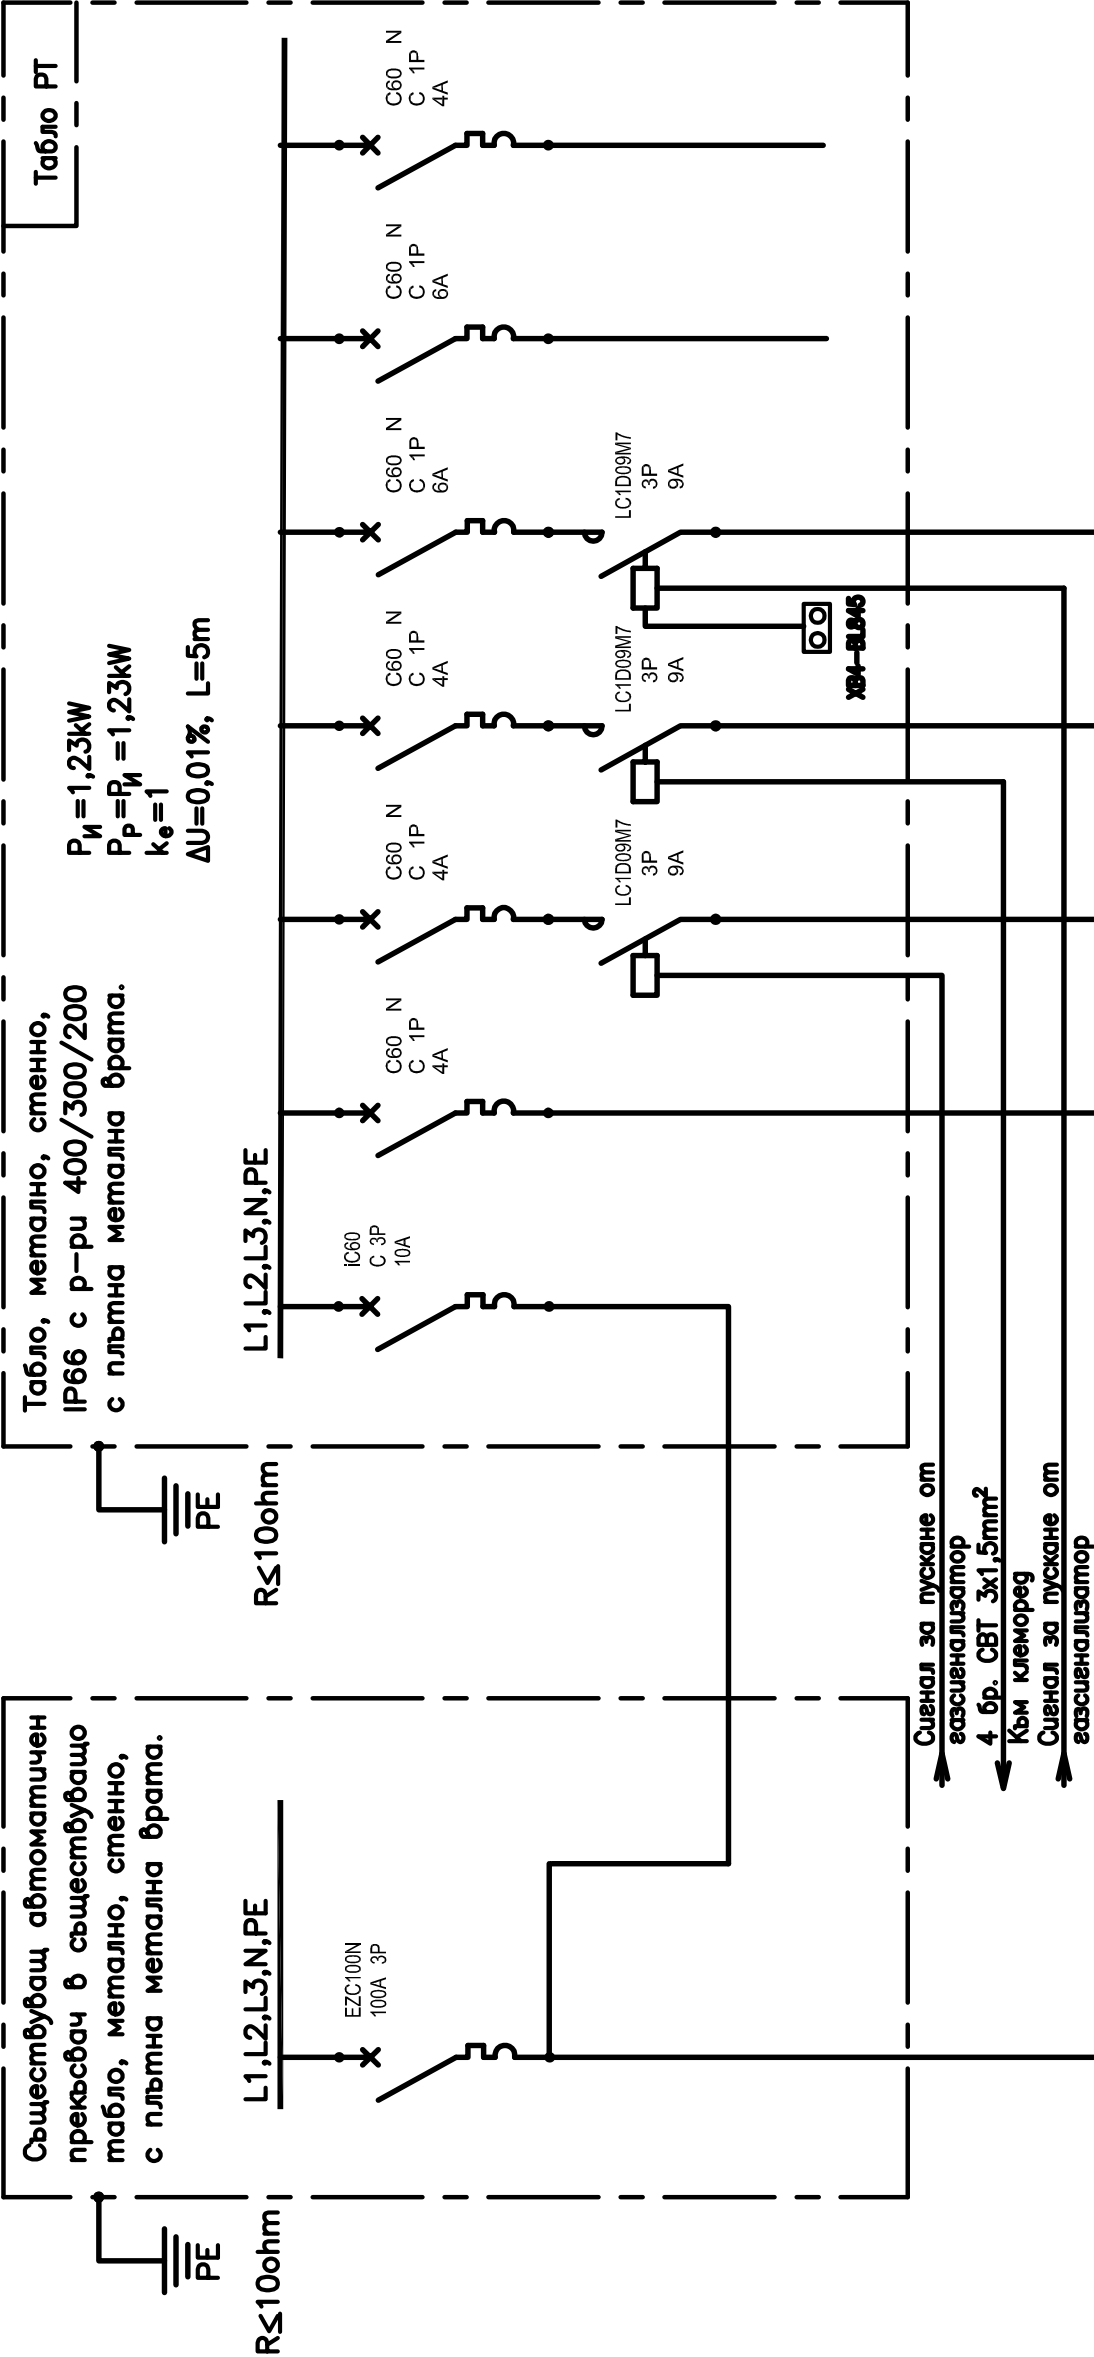 Съществуващ автоматичен
прекъсвач в съществуващо
табло, метално, стенно,
с плътна метална врата.
L1,L2,L3,N,PE
EZC100N
100A 3P
PE
R≤10ohm
Табло, метално, стенно,
IP66 с р-ри 400/300/200
с плътна метална врата.
PE
R≤10ohm
L1,L2,L3,N,PE
iC60
C 3P
10A
PИ=1,23kW
PР=PИ=1,23kW
ke=1
ΔU=0,01%, L=5m
Табло РТ
C60 N
C 1P
4A
C60 N
C 1P
4A
C60 N
C 1P
4A
C60 N
C 1P
6A
C60 N
C 1P
6A
C60 N
C 1P
4A
LC1D09M7
3P
9A
LC1D09M7
3P
9A
LC1D09M7
3P
9A
XB4-BL845
Сигнал за пускане от
газсигнализатор
4 бр. СВТ 3x1,5mm²
Към клеморед
Сигнал за пускане от
газсигнализатор